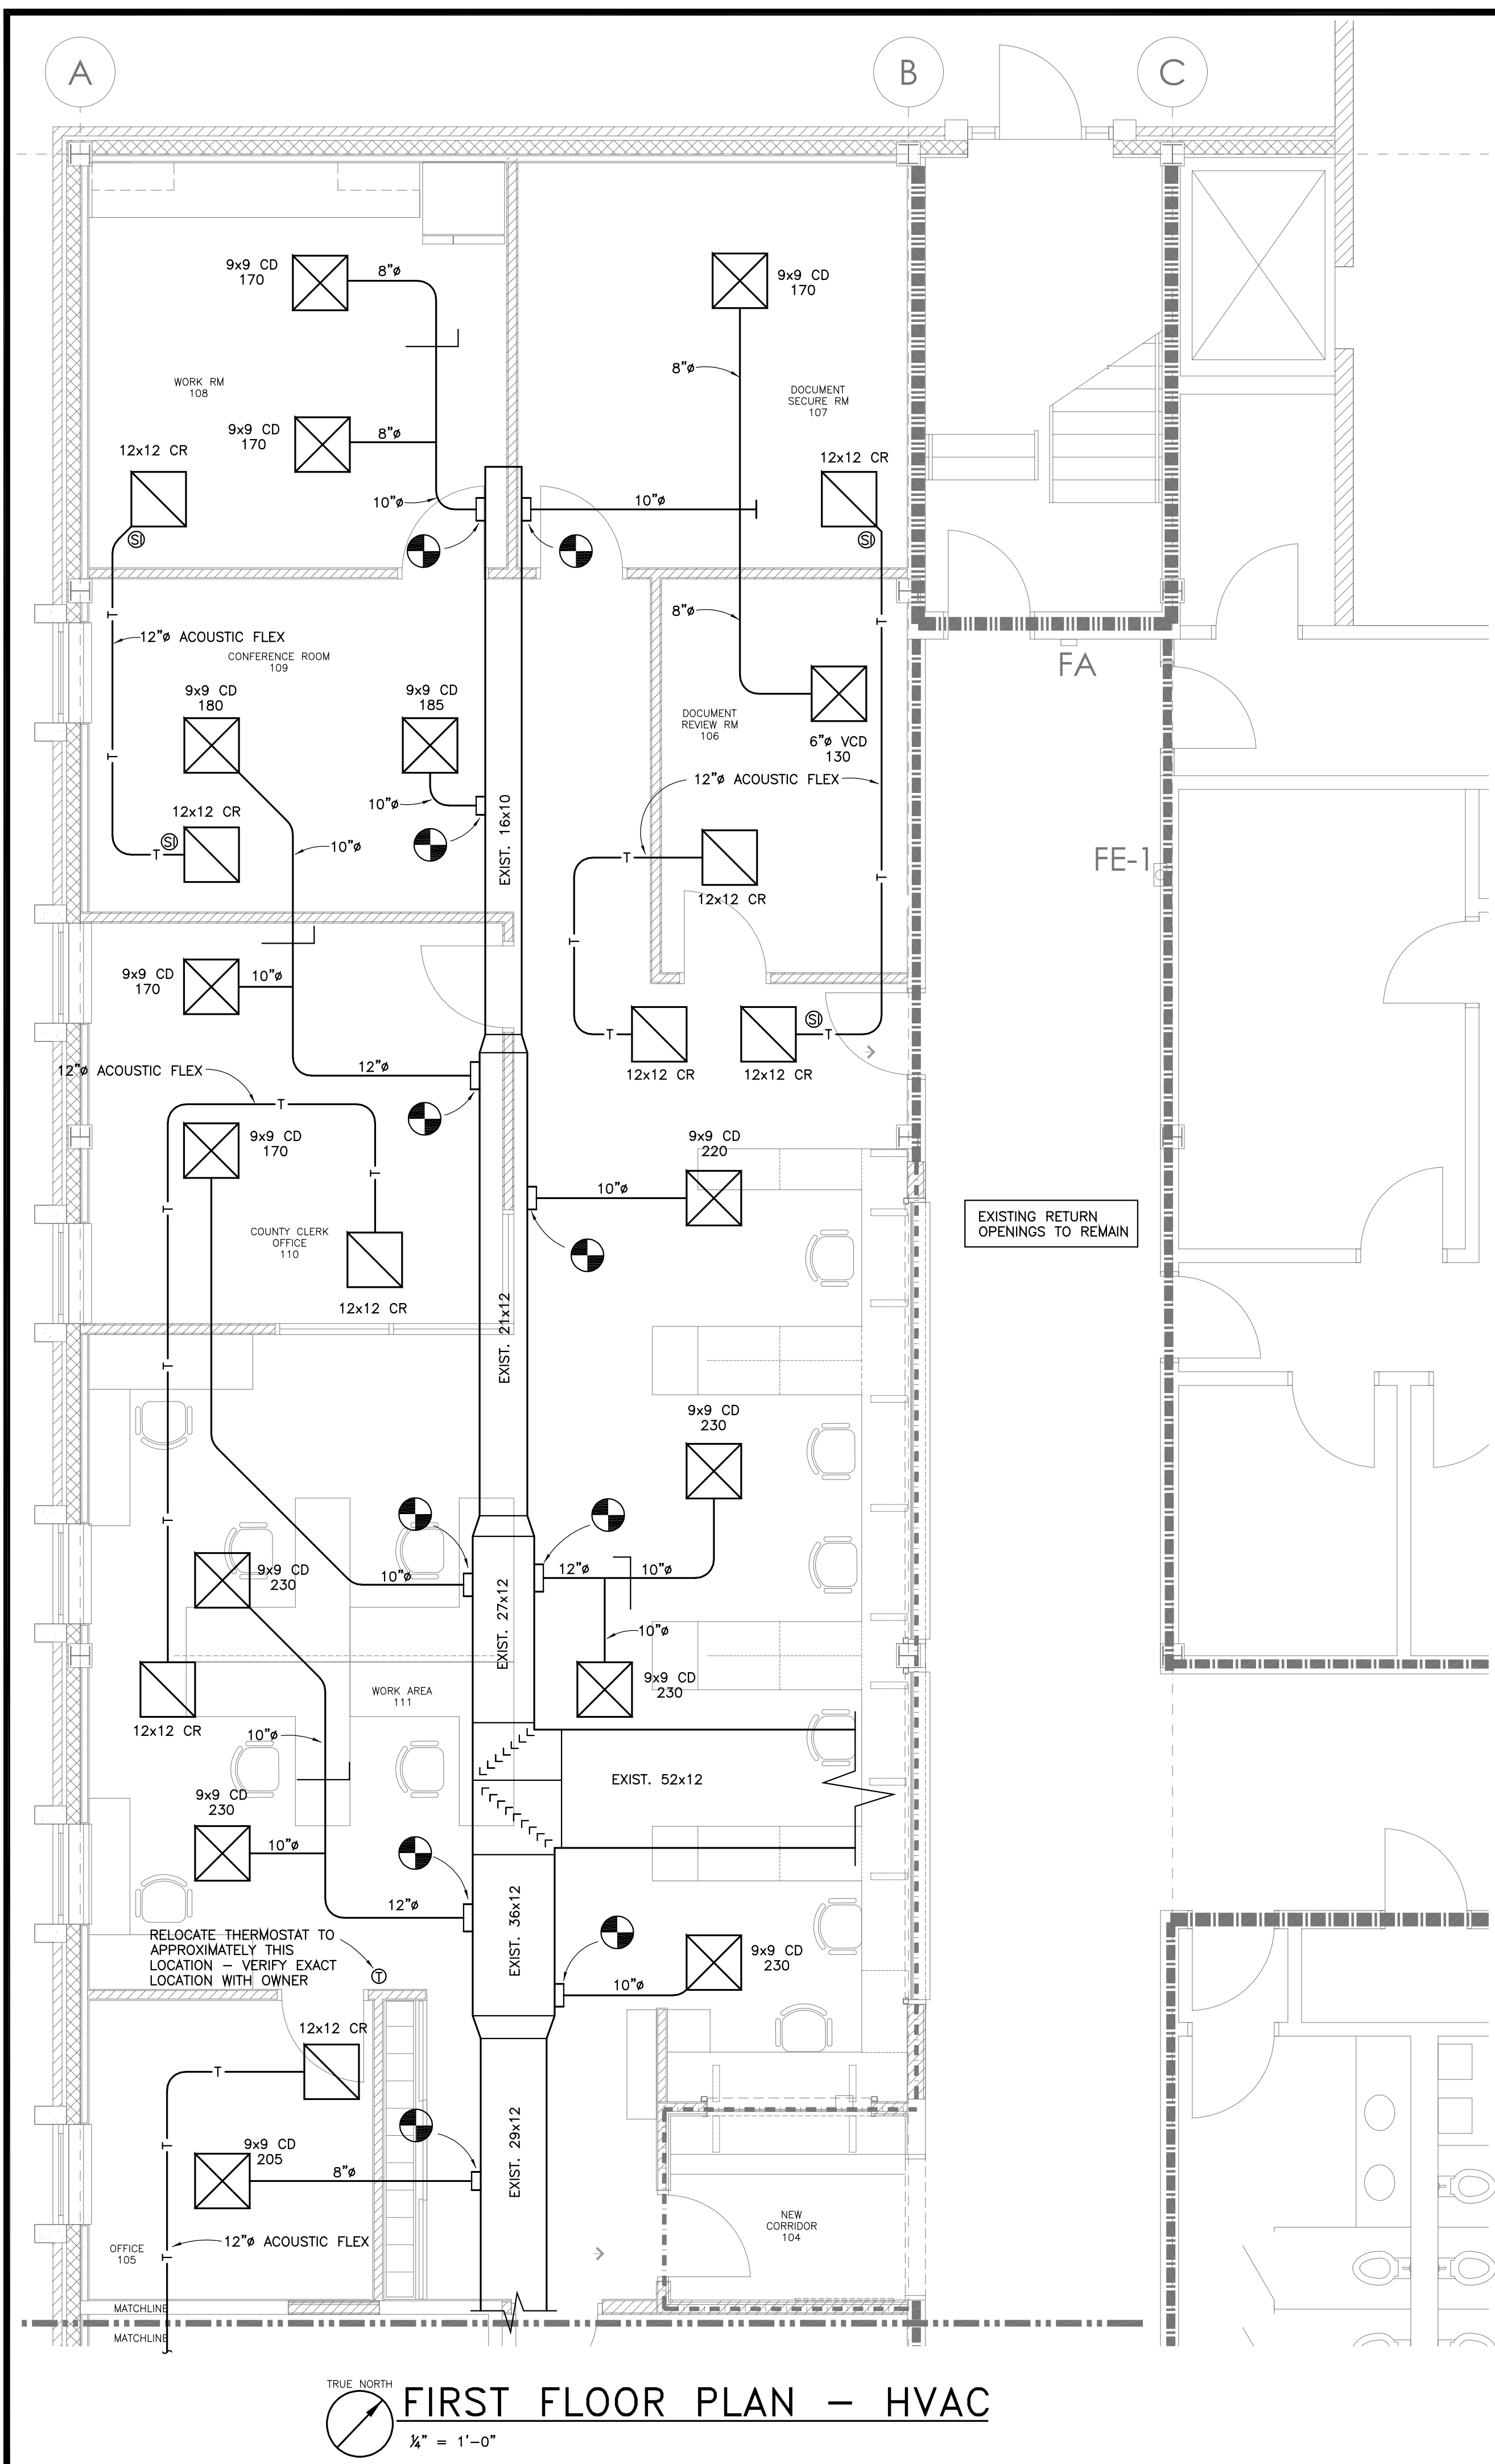 A
B
C
9x9 CD
170
8"ø
9x9 CD
170
WORK RM
108
8"ø
DOCUMENT
SECURE RM
107
9x9 CD
170
8"ø
12x12 CR
12x12 CR
10"ø
10"ø
SI
SI
T
8"ø
T
12"ø ACOUSTIC FLEX
CONFERENCE ROOM
109
FA
9x9 CD
180
9x9 CD
185
DOCUMENT
REVIEW RM
106
6"ø VCD
130
T
12"ø ACOUSTIC FLEX
12x12 CR
10"ø
EXIST. 16x10
SI
T
10"ø
T
T
FE-1
12x12 CR
T
9x9 CD
170
10"ø
SI
T
T
12"ø
12x12 CR
12x12 CR
12"ø ACOUSTIC FLEX
T
9x9 CD
170
9x9 CD
220
T
T
10"ø
COUNTY CLERK
OFFICE
110
EXISTING RETURN
OPENINGS TO REMAIN
12x12 CR
EXIST. 21x12
T
9x9 CD
230
T
9x9 CD
230
10"ø
12"ø
10"ø
EXIST. 27x12
10"ø
9x9 CD
230
WORK AREA
111
12x12 CR
10"ø
EXIST. 52x12
9x9 CD
230
10"ø
12"ø
EXIST. 36x12
RELOCATE THERMOSTAT TO
APPROXIMATELY THIS
LOCATION – VERIFY EXACT
LOCATION WITH OWNER
T
9x9 CD
230
10"ø
12x12 CR
T
T
9x9 CD
205
8"ø
EXIST. 29x12
NEW
CORRIDOR
104
12"ø ACOUSTIC FLEX
OFFICE
105
T
MATCHLINE
MATCHLINE
TRUE NORTH
FIRST FLOOR PLAN – HVAC
¼" = 1'–0"